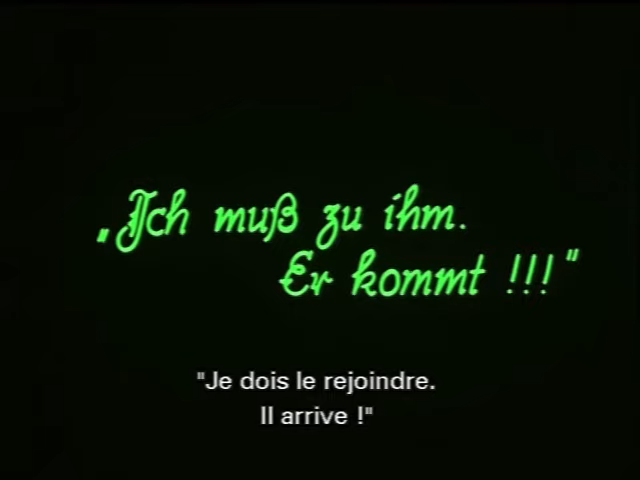 „Ich muß zu ihm.
Er kommt !!!"
"Je dois le rejoindre.
Il arrive !"